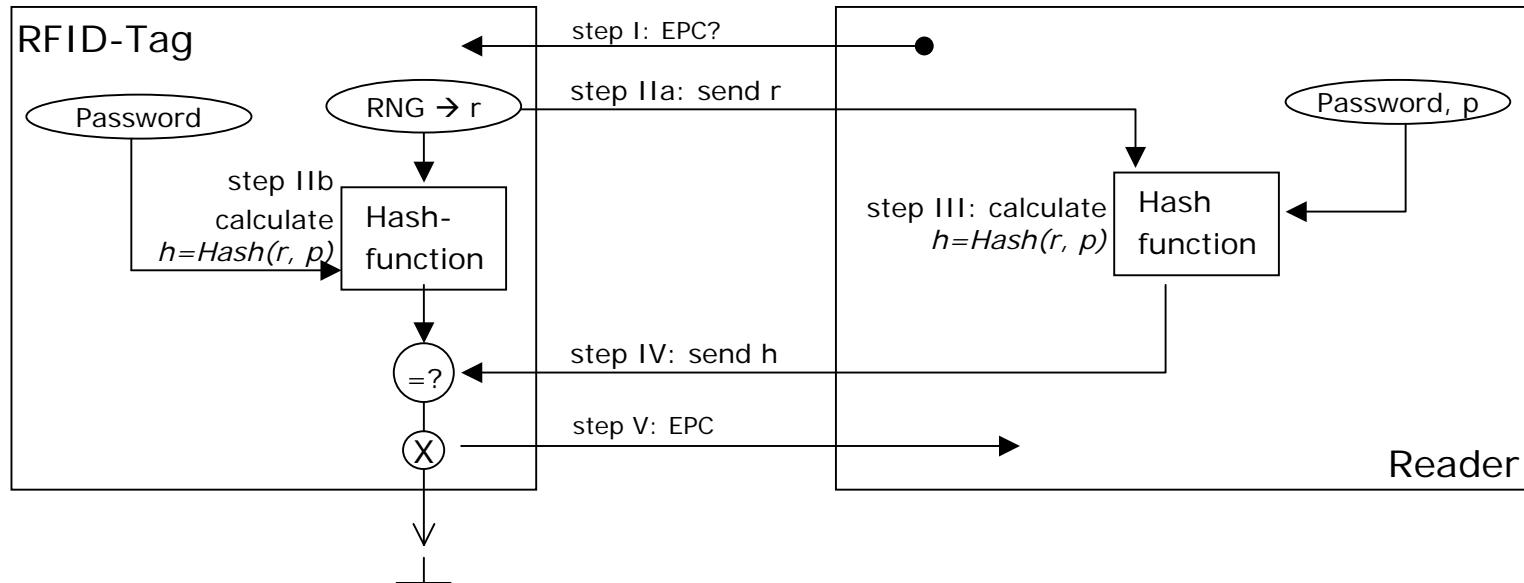 RFID-Tag
step I: EPC?
Password
RNG → r
step IIa: send r
Password, p
step IIb
calculate
h=Hash(r, p)
Hash-
function
step III: calculate
h=Hash(r, p)
Hash
function
=?
step IV: send h
X
step V: EPC
Reader